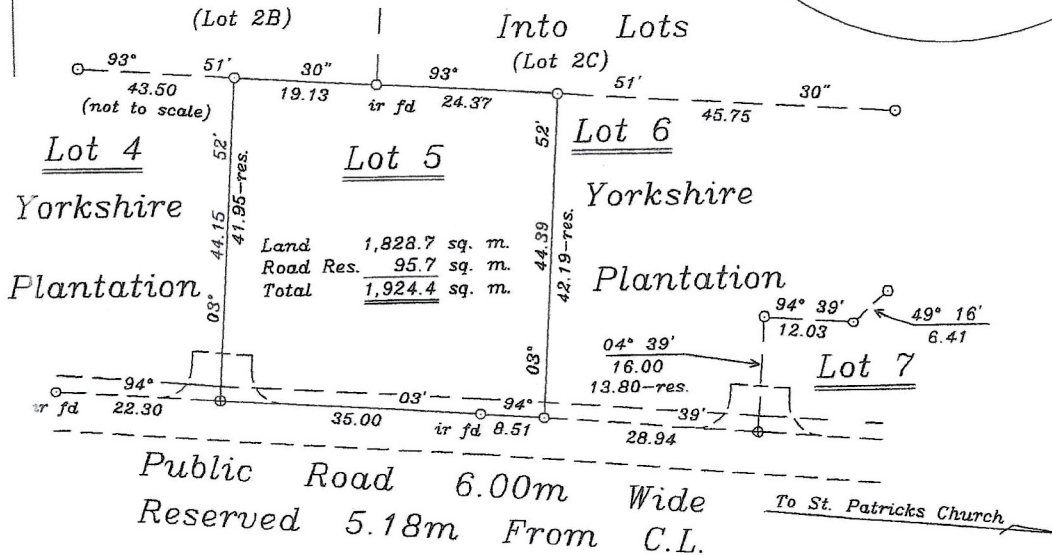 (Lot 2B)
Into Lots
(Lot 2C)
93° 51' 30" 93° 51' 30"
43.50 19.13 ir fd 24.37 45.75
(not to scale)
Lot 4
Lot 5
Lot 6
Yorkshire
Yorkshire
03° 52'
44.15
41.95-res.
Land 1,828.7 sq. m.
Road Res. 95.7 sq. m.
Total 1,924.4 sq. m.
03° 52'
44.39
42.19-res.
Plantation
Plantation
94° 39'
12.03
49° 16'
6.41
04° 39'
16.00
13.80-res.
Lot 7
94° 03' 94° 39'
ir fd 22.30 35.00 ir fd 8.51 28.94
Public Road 6.00m Wide
To St. Patricks Church
Reserved 5.18m From C.L.